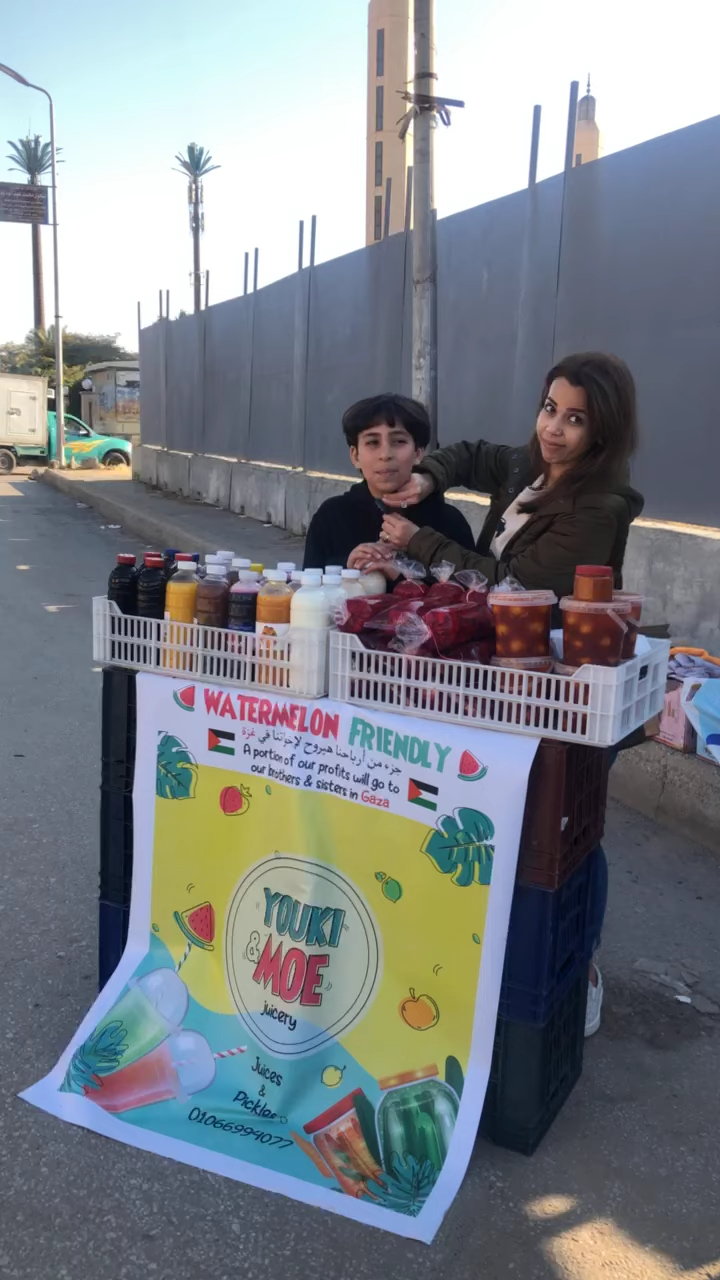 WATERMELON FRIENDLY
جزء من أرباحنا هيروح لإخواتنا في غزة
A portion of our profits will go to
our brothers & sisters in Gaza
YOUKI
& MOE
juicery
Juices
&
Pickles
01066994077